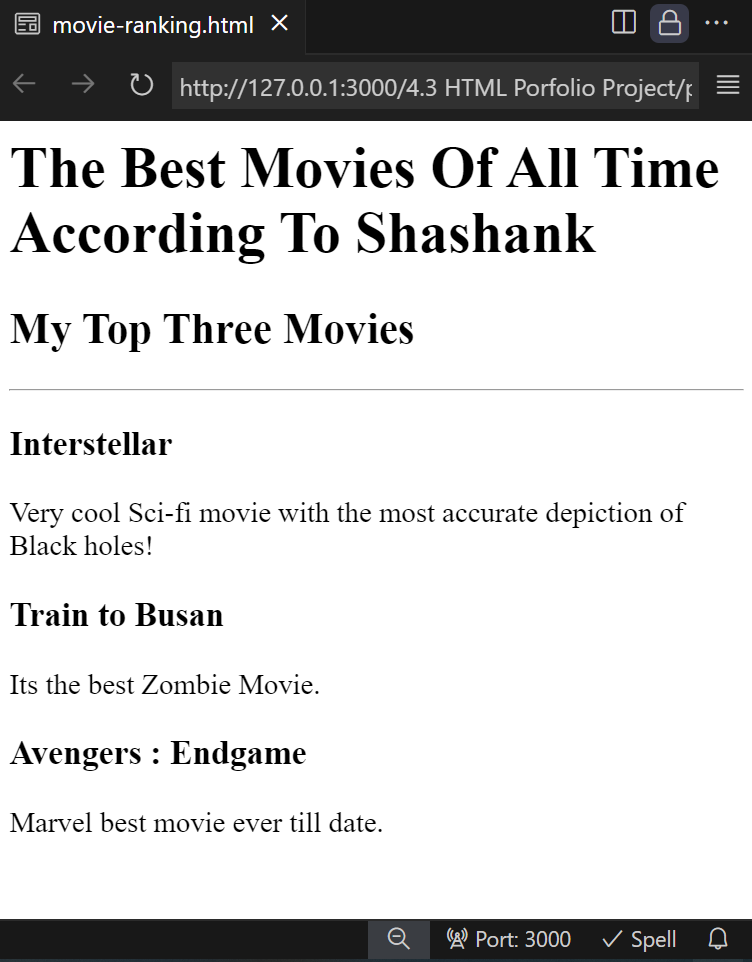 movie-ranking.html
http://127.0.0.1:3000/4.3 HTML Porfolio Project/p
The Best Movies Of All Time
According To Shashank
My Top Three Movies
Interstellar
Very cool Sci-fi movie with the most accurate depiction of
Black holes!
Train to Busan
Its the best Zombie Movie.
Avengers : Endgame
Marvel best movie ever till date.
Port: 3000 Spell